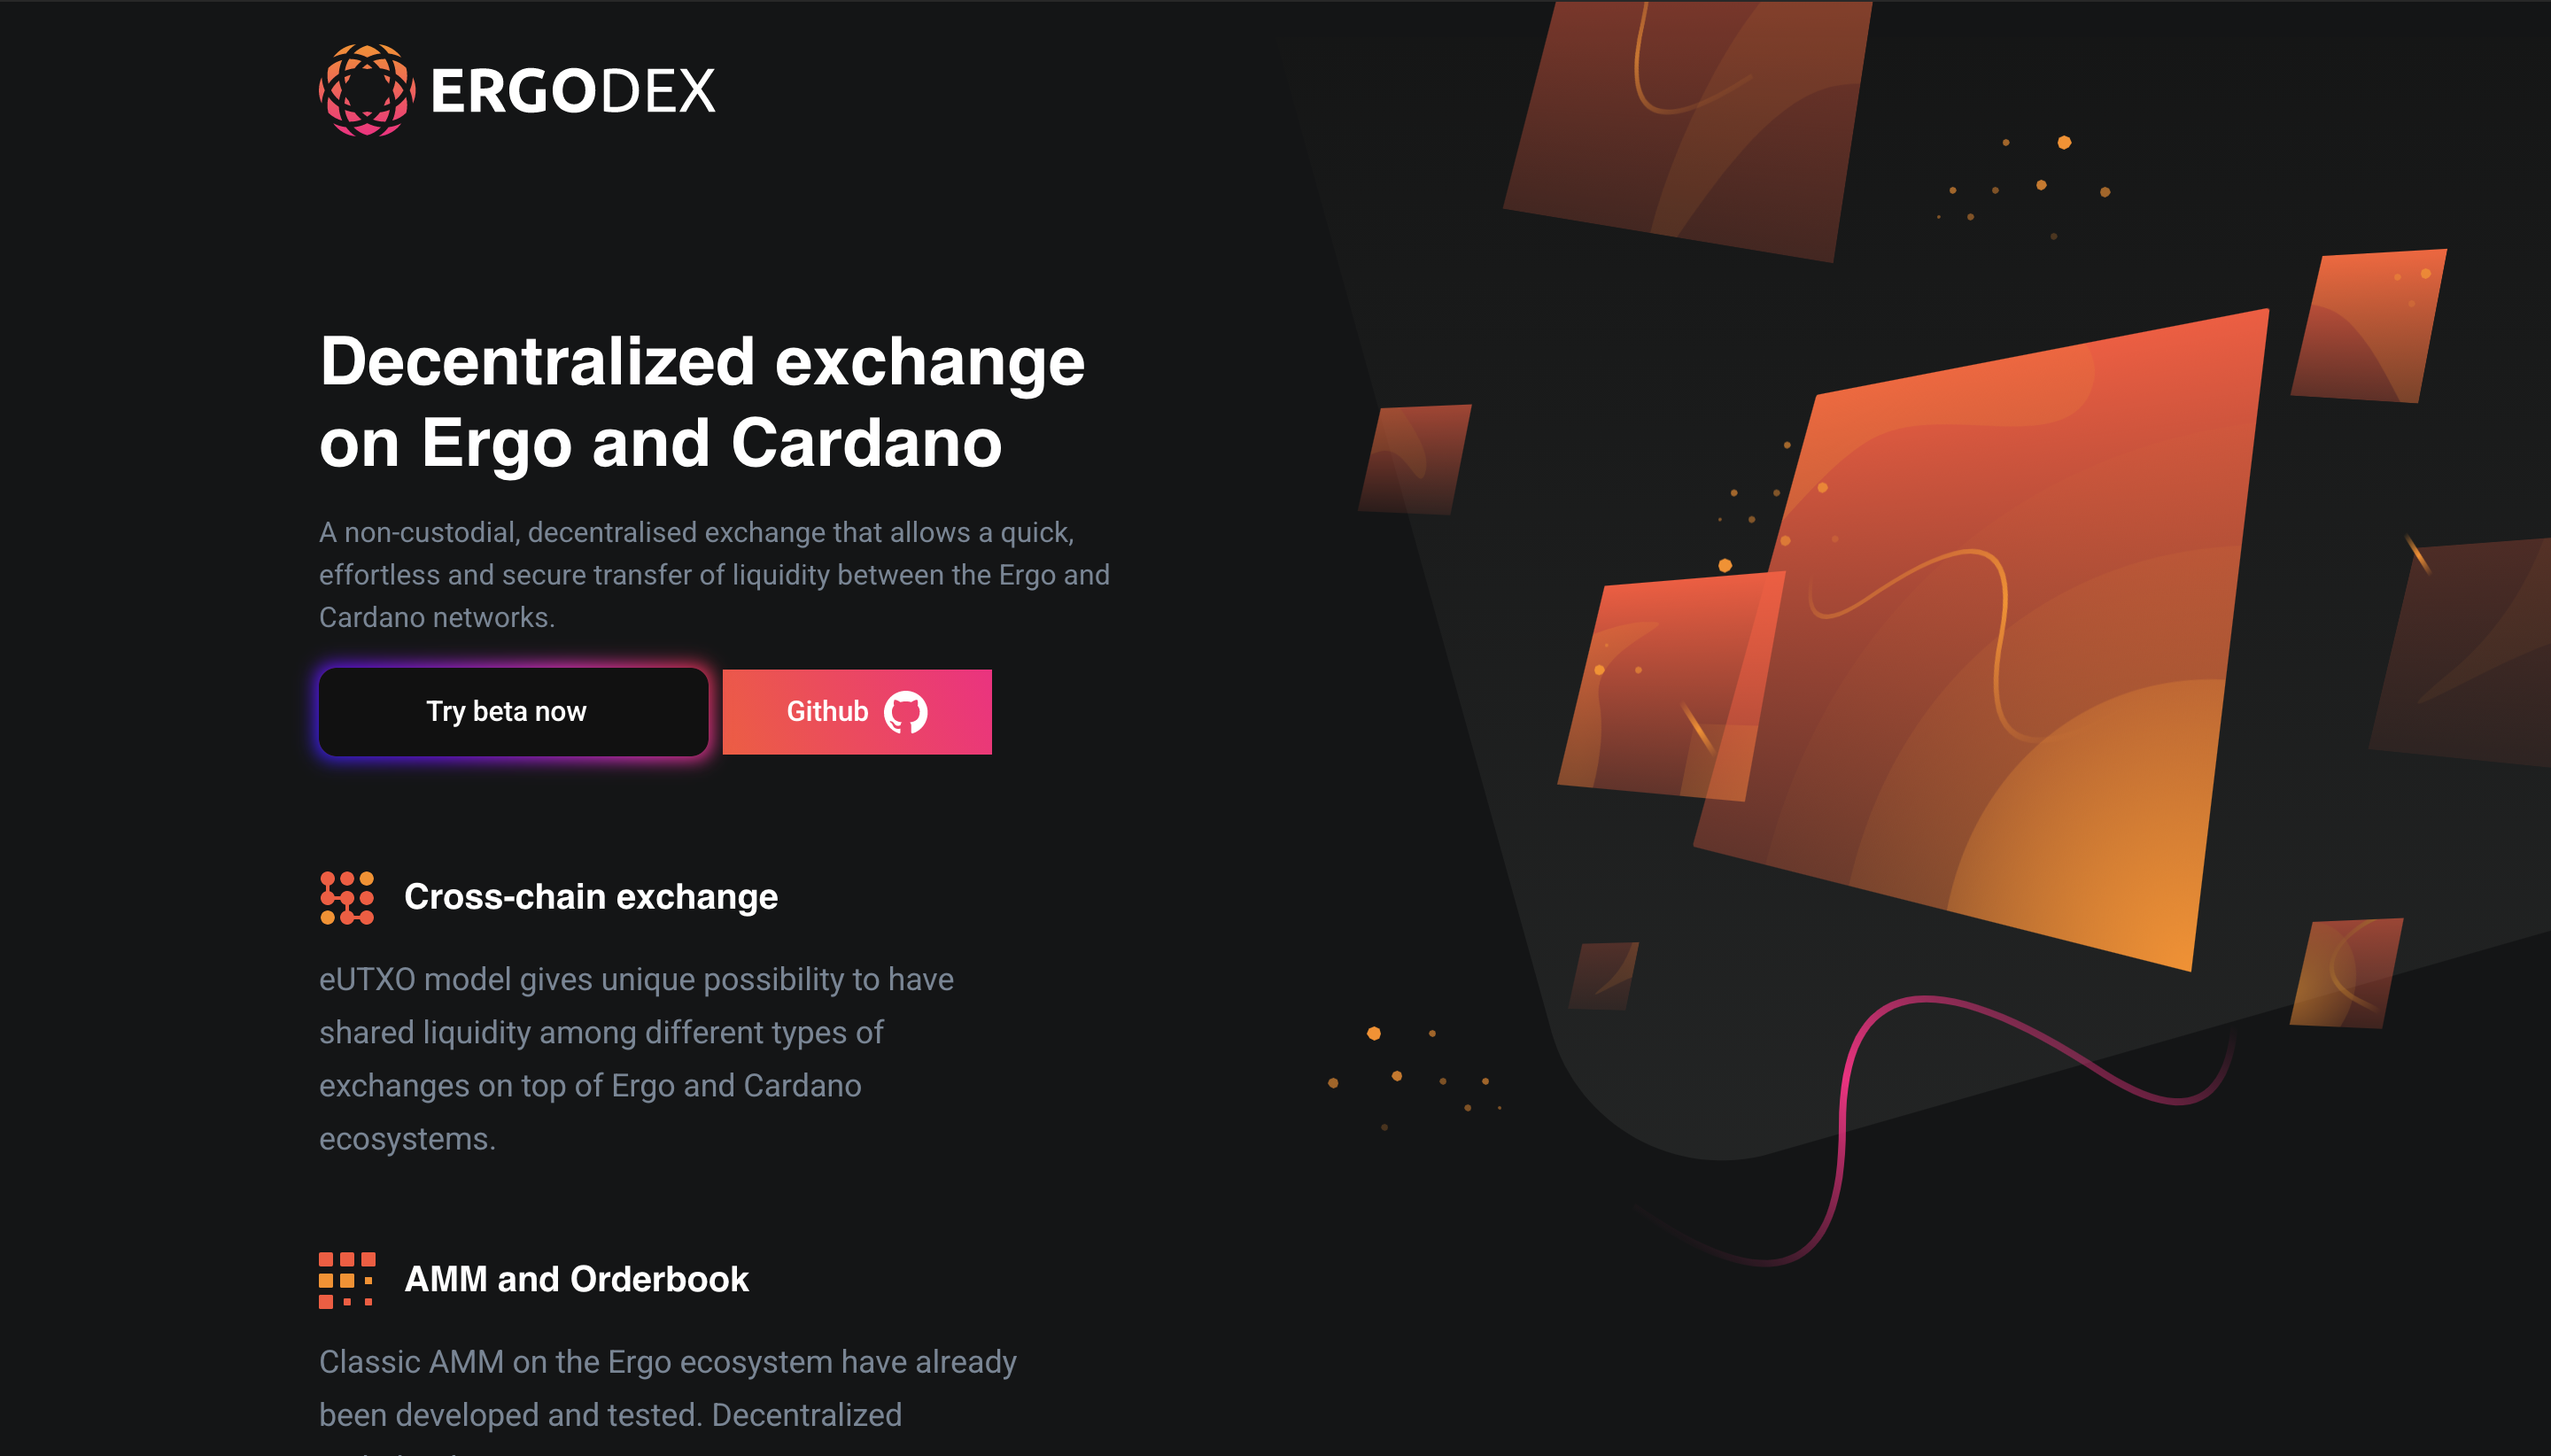 ERGODEX
Decentralized exchange
on Ergo and Cardano
A non-custodial, decentralised exchange that allows a quick,
effortless and secure transfer of liquidity between the Ergo and
Cardano networks.
Try beta now
Github
Cross-chain exchange
eUTXO model gives unique possibility to have
shared liquidity among different types of
exchanges on top of Ergo and Cardano
ecosystems.
AMM and Orderbook
Classic AMM on the Ergo ecosystem have already
been developed and tested. Decentralized